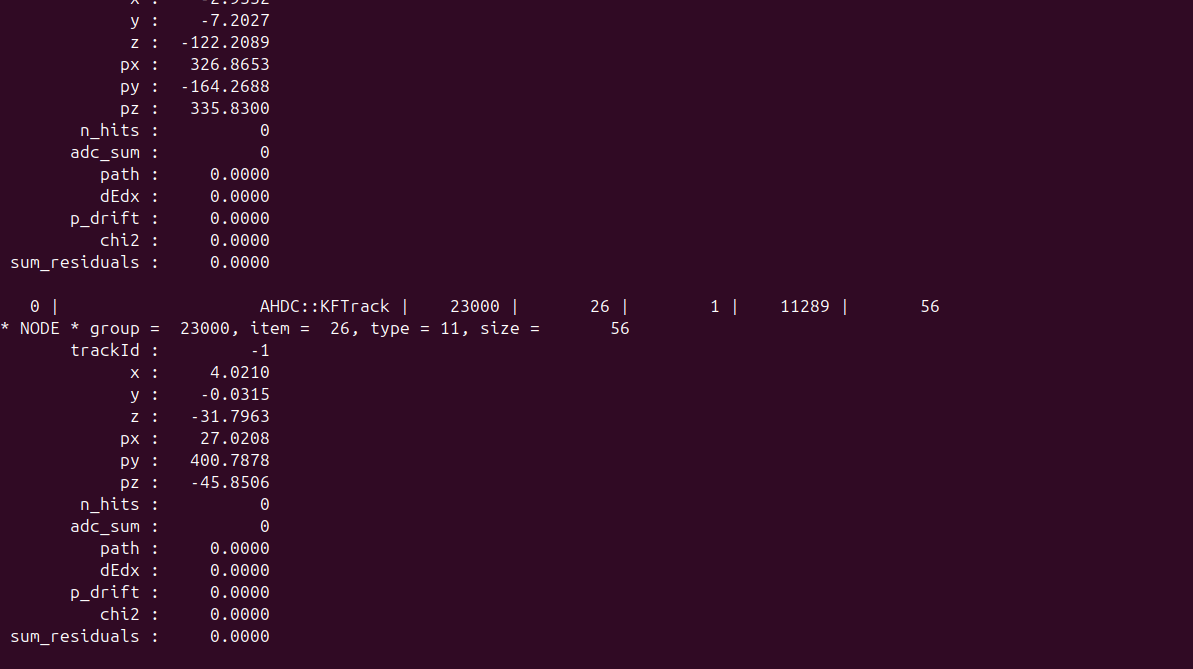 x : -2.9552
y : -7.2027
z : -122.2089
px : 326.8653
py : -164.2688
pz : 335.8300
n_hits : 0
adc_sum : 0
path : 0.0000
dEdx : 0.0000
p_drift : 0.0000
chi2 : 0.0000
sum_residuals : 0.0000
0 | AHDC::KFTrack | 23000 | 26 | 1 | 11289 | 56
* NODE * group = 23000, item = 26, type = 11, size = 56
trackId : -1
x : 4.0210
y : -0.0315
z : -31.7963
px : 27.0208
py : 400.7878
pz : -45.8506
n_hits : 0
adc_sum : 0
path : 0.0000
dEdx : 0.0000
p_drift : 0.0000
chi2 : 0.0000
sum_residuals : 0.0000